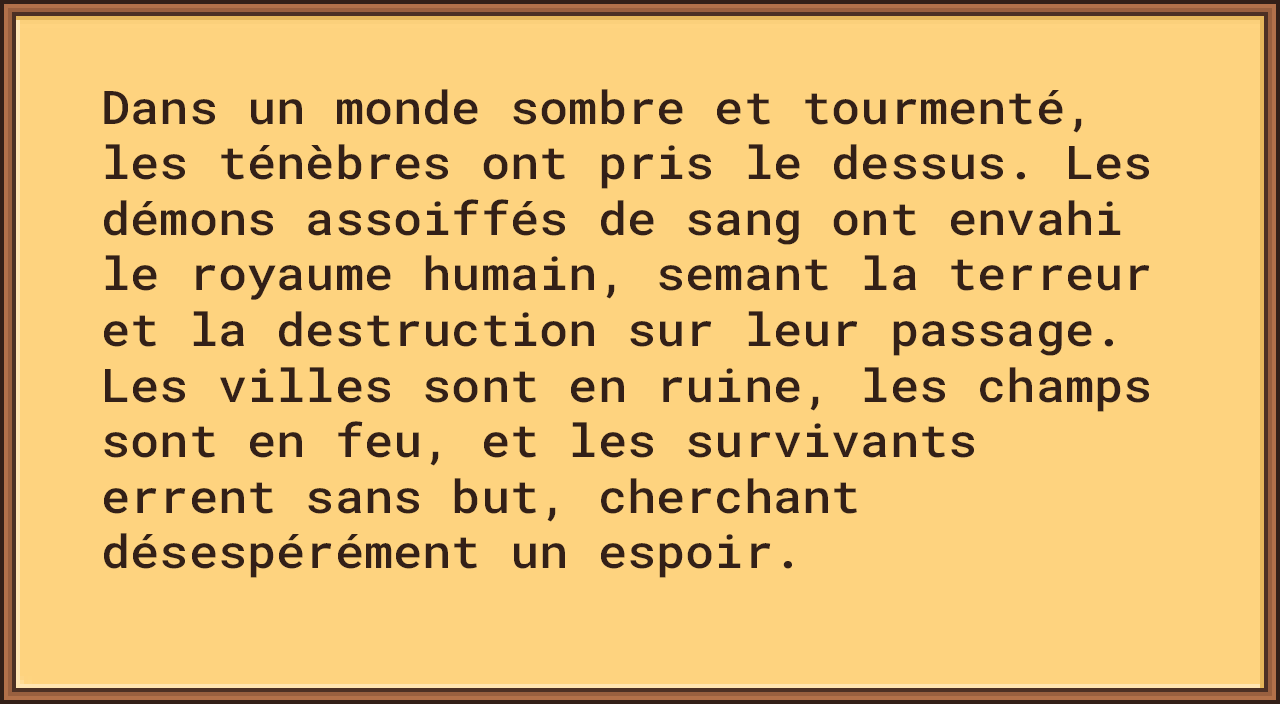 Dans un monde sombre et tourmenté,
les ténèbres ont pris le dessus. Les
démons assoiffés de sang ont envahi
le royaume humain, semant la terreur
et la destruction sur leur passage.
Les villes sont en ruine, les champs
sont en feu, et les survivants
errent sans but, cherchant
désespérément un espoir.